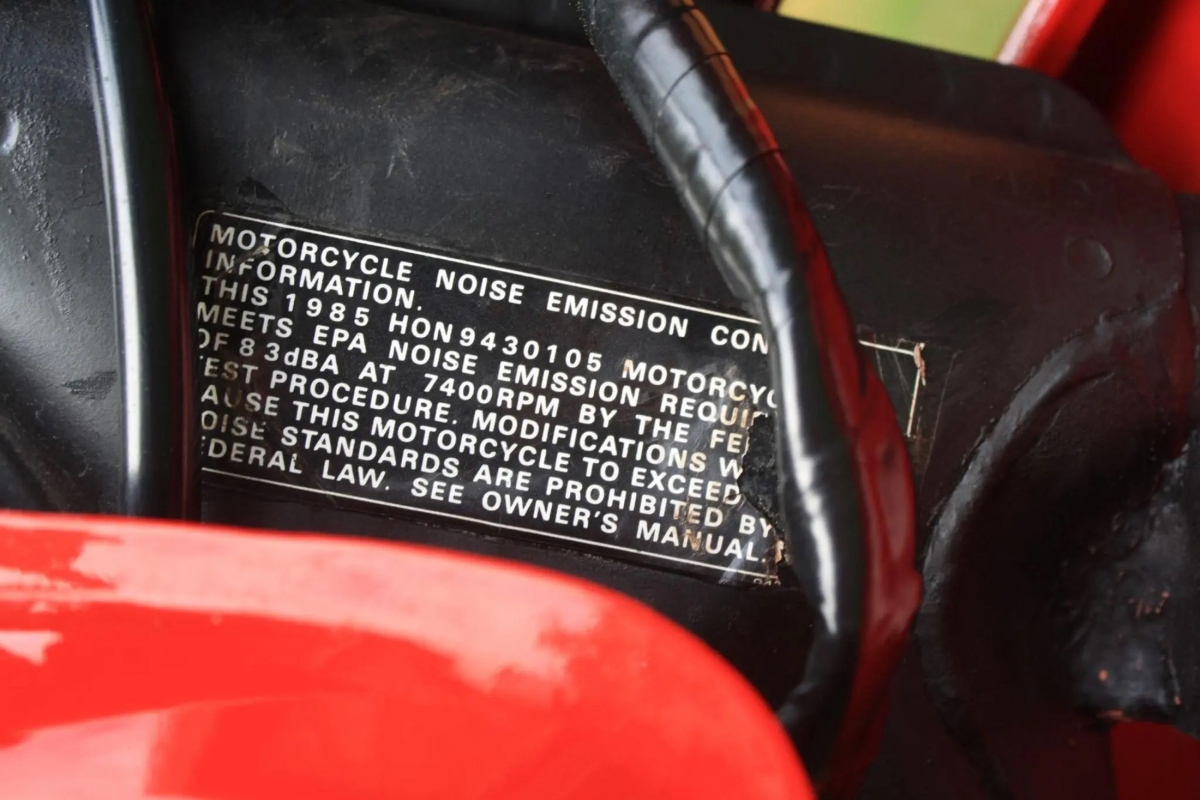 MOTORCYCLE NOISE EMISSION CON
INFORMATION.
THIS 1985 HON9430105 MOTORCYC
MEETS EPA NOISE EMISSION REQUI
OF 83dBA AT 7400RPM BY THE FE
EST PROCEDURE. MODIFICATIONS W
AUSE THIS MOTORCYCLE TO EXCEED
OISE STANDARDS ARE PROHIBITED BY
EDERAL LAW. SEE OWNER'S MANUAL.